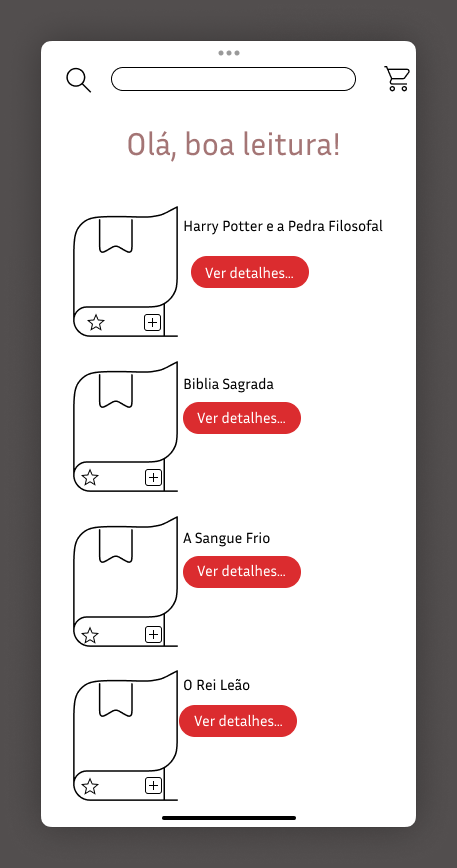 Olá, boa leitura!
Harry Potter e a Pedra Filosofal
Ver detalhes...
Biblia Sagrada
Ver detalhes...
A Sangue Frio
Ver detalhes...
O Rei Leão
Ver detalhes...